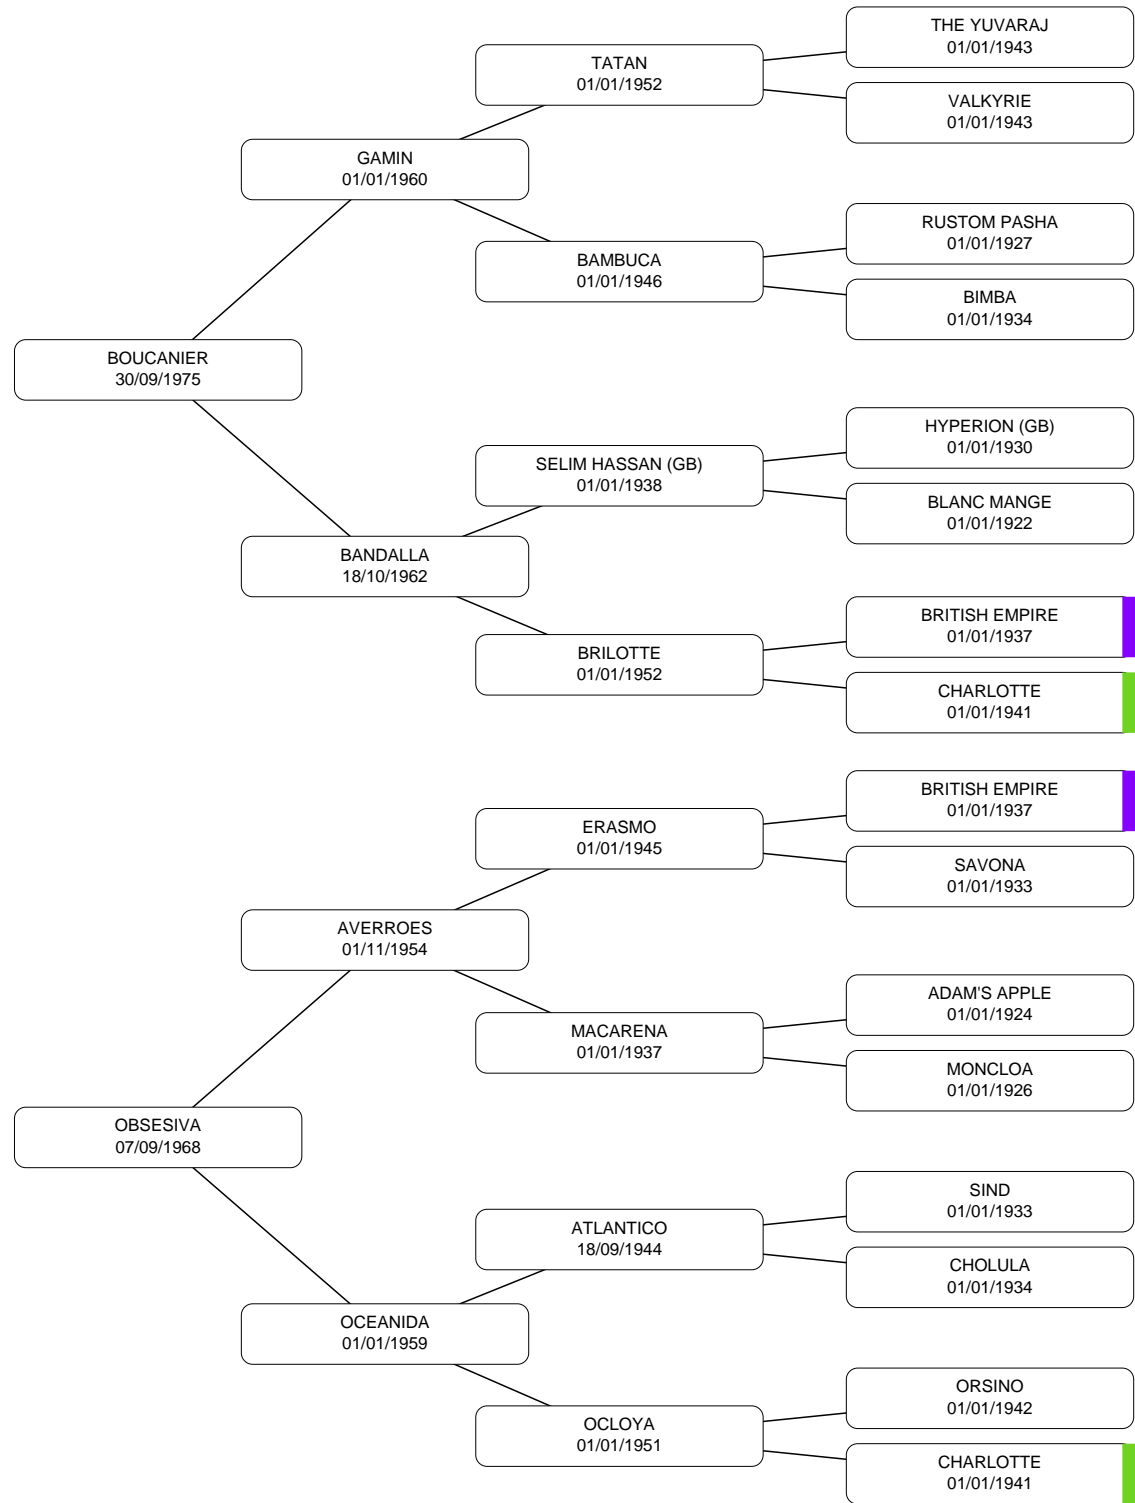 THE YUVARAJ
01/01/1943
TATAN
01/01/1952
VALKYRIE
01/01/1943
GAMIN
01/01/1960
RUSTOM PASHA
01/01/1927
BAMBUCA
01/01/1946
BIMBA
01/01/1934
BOUCANIER
30/09/1975
HYPERION (GB)
01/01/1930
SELIM HASSAN (GB)
01/01/1938
BLANC MANGE
01/01/1922
BANDALLA
18/10/1962
BRITISH EMPIRE
01/01/1937
BRILOTTE
01/01/1952
CHARLOTTE
01/01/1941
BRITISH EMPIRE
01/01/1937
ERASMO
01/01/1945
SAVONA
01/01/1933
AVERROES
01/11/1954
ADAM'S APPLE
01/01/1924
MACARENA
01/01/1937
MONCLOA
01/01/1926
OBSESIVA
07/09/1968
SIND
01/01/1933
ATLANTICO
18/09/1944
CHOLULA
01/01/1934
OCEANIDA
01/01/1959
ORSINO
01/01/1942
OCLOYA
01/01/1951
CHARLOTTE
01/01/1941